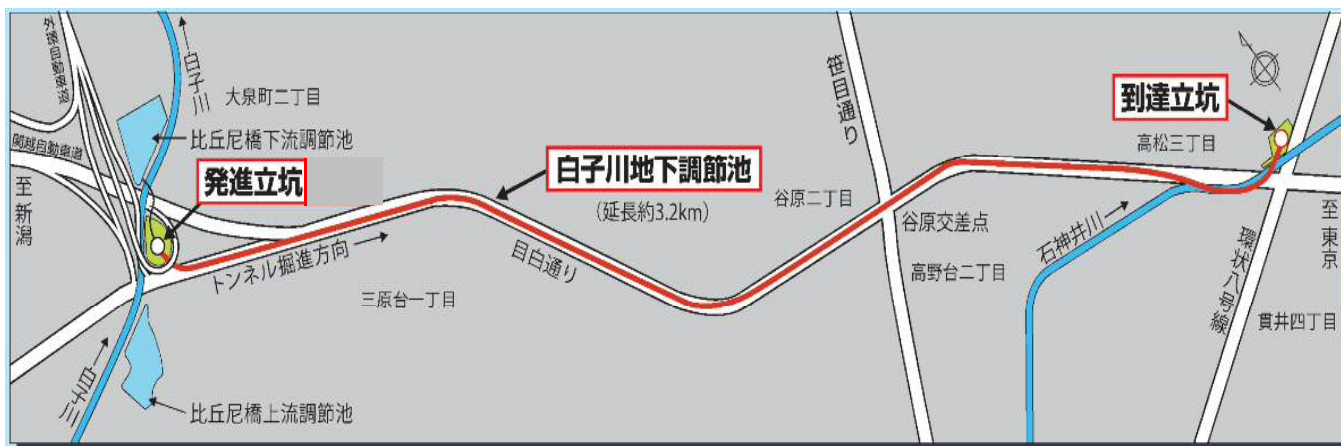 外環自動車道
関越自動車道
至新潟
白子川
大泉町二丁目
比丘尼橋下流調節池
発進立坑
トンネル掘進方向
三原台一丁目
白子川
比丘尼橋上流調節池
白子川地下調節池
(延長約3.2km)
目白通り
谷原二丁目
笹目通り
谷原交差点
高野台二丁目
石神井川
到達立坑
高松三丁目
環状八号線
至東京
貫井四丁目